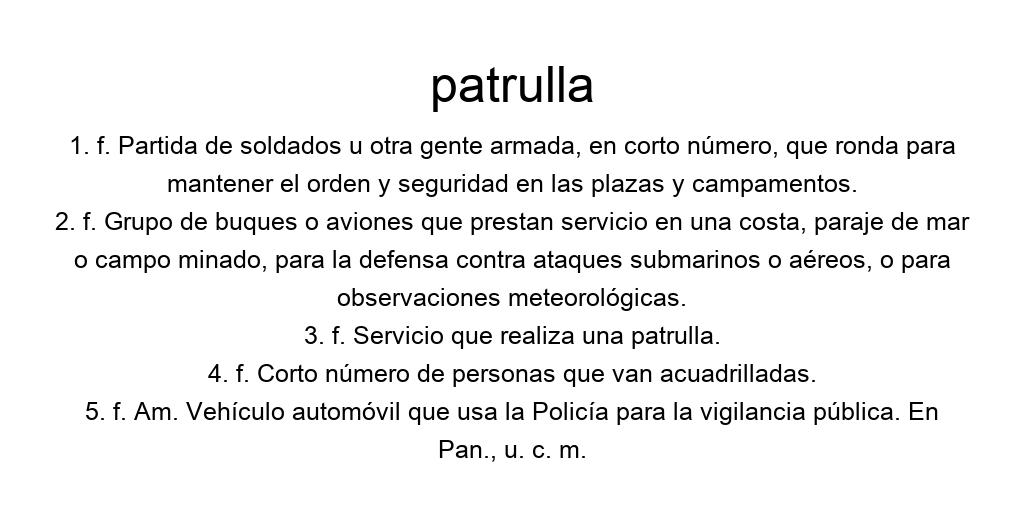 patrulla
1. f. Partida de soldados u otra gente armada, en corto número, que ronda para
mantener el orden y seguridad en las plazas y campamentos.
2. f. Grupo de buques o aviones que prestan servicio en una costa, paraje de mar
o campo minado, para la defensa contra ataques submarinos o aéreos, o para
observaciones meteorológicas.
3. f. Servicio que realiza una patrulla.
4. f. Corto número de personas que van acuadrilladas.
5. f. Am. Vehículo automóvil que usa la Policía para la vigilancia pública. En
Pan., u. c. m.